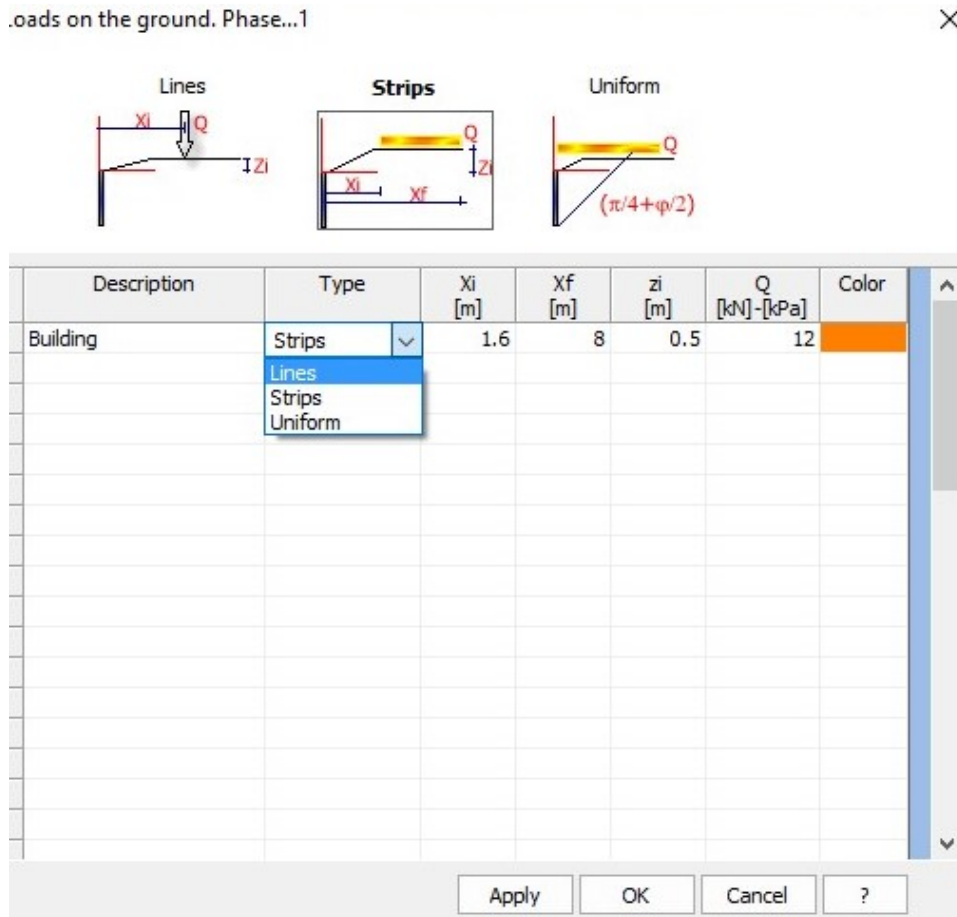 Loads on the ground. Phase...1
Lines Strips Uniform
Xi Q Zi
Q Zi Xi Xf
Q (π/4+φ/2)
Description Type Xi [m] Xf [m] zi [m] Q [kN]-[kPa] Color
Building Strips 1.6 8 0.5 12
Lines
Strips
Uniform
Apply OK Cancel ?